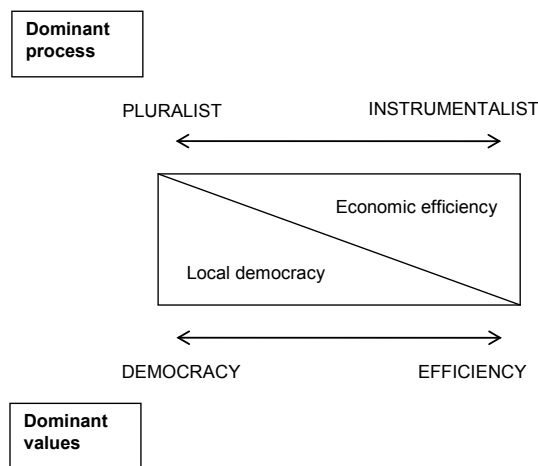 Dominant
process
PLURALIST
INSTRUMENTALIST
Economic efficiency
Local democracy
DEMOCRACY
EFFICIENCY
Dominant
values